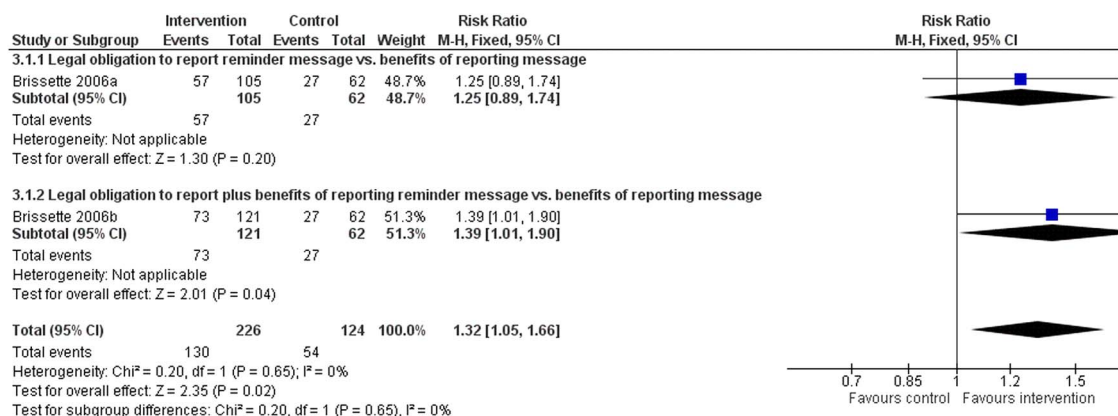 Intervention Control Risk Ratio Risk Ratio
Study or Subgroup Events Total Events Total Weight M-H, Fixed, 95% CI M-H, Fixed, 95% CI
3.1.1 Legal obligation to report reminder message vs. benefits of reporting message
Brissette 2006a 57 105 27 62 48.7% 1.25 [0.89, 1.74]
Subtotal (95% CI) 105 62 48.7% 1.25 [0.89, 1.74]
Total events 57 27
Heterogeneity: Not applicable
Test for overall effect: Z = 1.30 (P = 0.20)
3.1.2 Legal obligation to report plus benefits of reporting reminder message vs. benefits of reporting message
Brissette 2006b 73 121 27 62 51.3% 1.39 [1.01, 1.90]
Subtotal (95% CI) 121 62 51.3% 1.39 [1.01, 1.90]
Total events 73 27
Heterogeneity: Not applicable
Test for overall effect: Z = 2.01 (P = 0.04)
Total (95% CI) 226 124 100.0% 1.32 [1.05, 1.66]
Total events 130 54
Heterogeneity: Chi² = 0.20, df = 1 (P = 0.65); I² = 0%
Test for overall effect: Z = 2.35 (P = 0.02)
Test for subgroup differences: Chi² = 0.20, df = 1 (P = 0.65), I² = 0%
0.7 0.85 1 1.2 1.5
Favours control Favours intervention